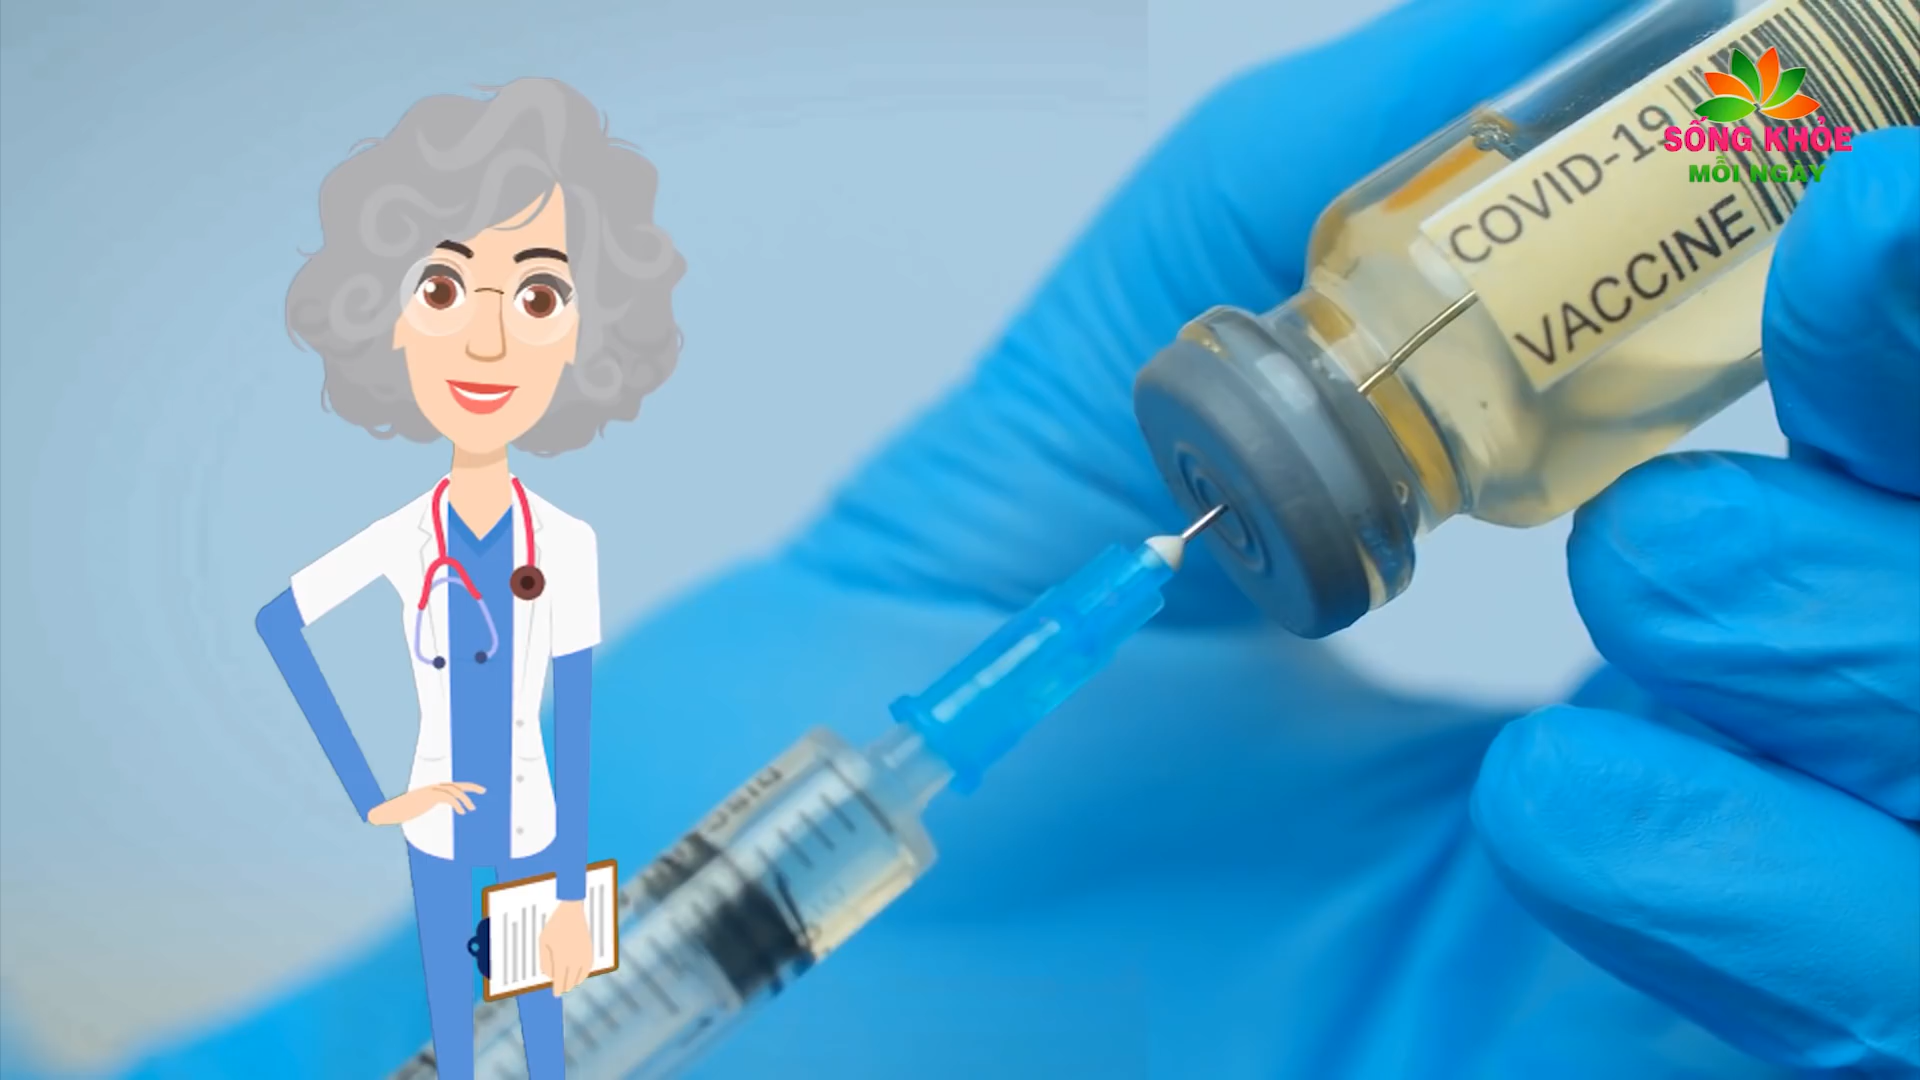 COVID-19
VACCINE
SỐNG KHỎE
MỖI NGÀY